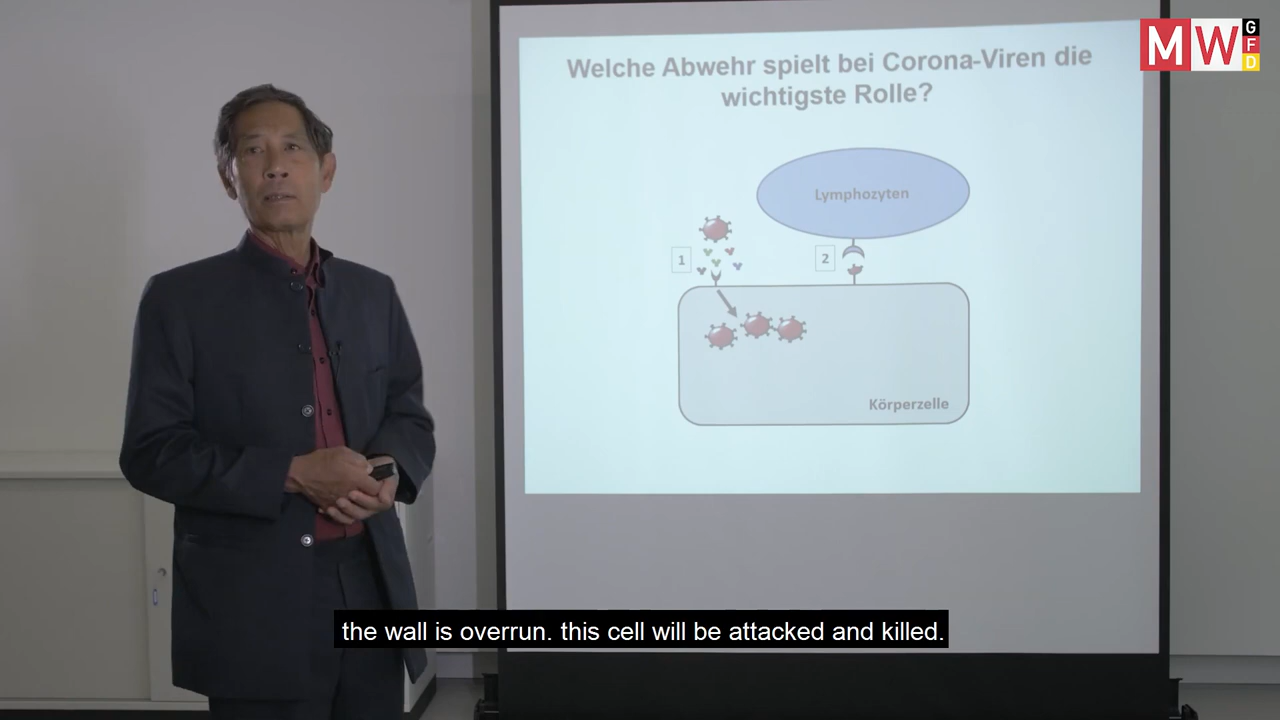 MW
G
F
D
Welche Abwehr spielt bei Corona-Viren die
wichtigste Rolle?
Lymphozyten
1
2
Körperzelle
the wall is overrun. this cell will be attacked and killed.